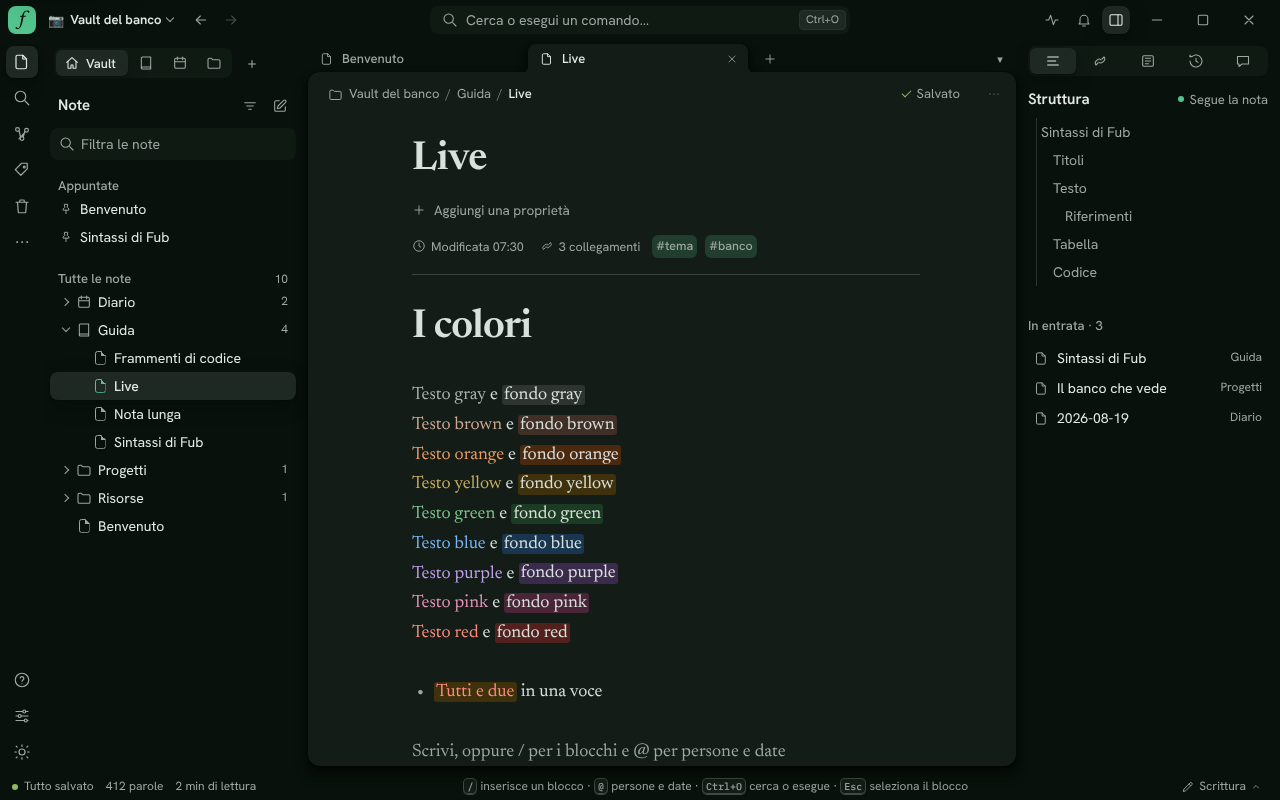 f
Vault del banco
Cerca o esegui un comando…
Ctrl+O
Vault
Benvenuto
Live
Note
Filtra le note
Appuntate
Benvenuto
Sintassi di Fub
Tutte le note 10
Diario 2
Guida 4
Frammenti di codice
Live
Nota lunga
Sintassi di Fub
Progetti 1
Risorse 1
Benvenuto
Vault del banco / Guida / Live
Salvato
Live
Aggiungi una proprietà
Modificata 07:30 3 collegamenti #tema #banco
I colori
Testo gray e fondo gray
Testo brown e fondo brown
Testo orange e fondo orange
Testo yellow e fondo yellow
Testo green e fondo green
Testo blue e fondo blue
Testo purple e fondo purple
Testo pink e fondo pink
Testo red e fondo red
• Tutti e due in una voce
Scrivi, oppure / per i blocchi e @ per persone e date
Struttura
Segue la nota
Sintassi di Fub
Titoli
Testo
Riferimenti
Tabella
Codice
In entrata · 3
Sintassi di Fub Guida
Il banco che vede Progetti
2026-08-19 Diario
Tutto salvato 412 parole 2 min di lettura
/ inserisce un blocco · @ persone e date · Ctrl+O cerca o esegue · Esc seleziona il blocco
Scrittura